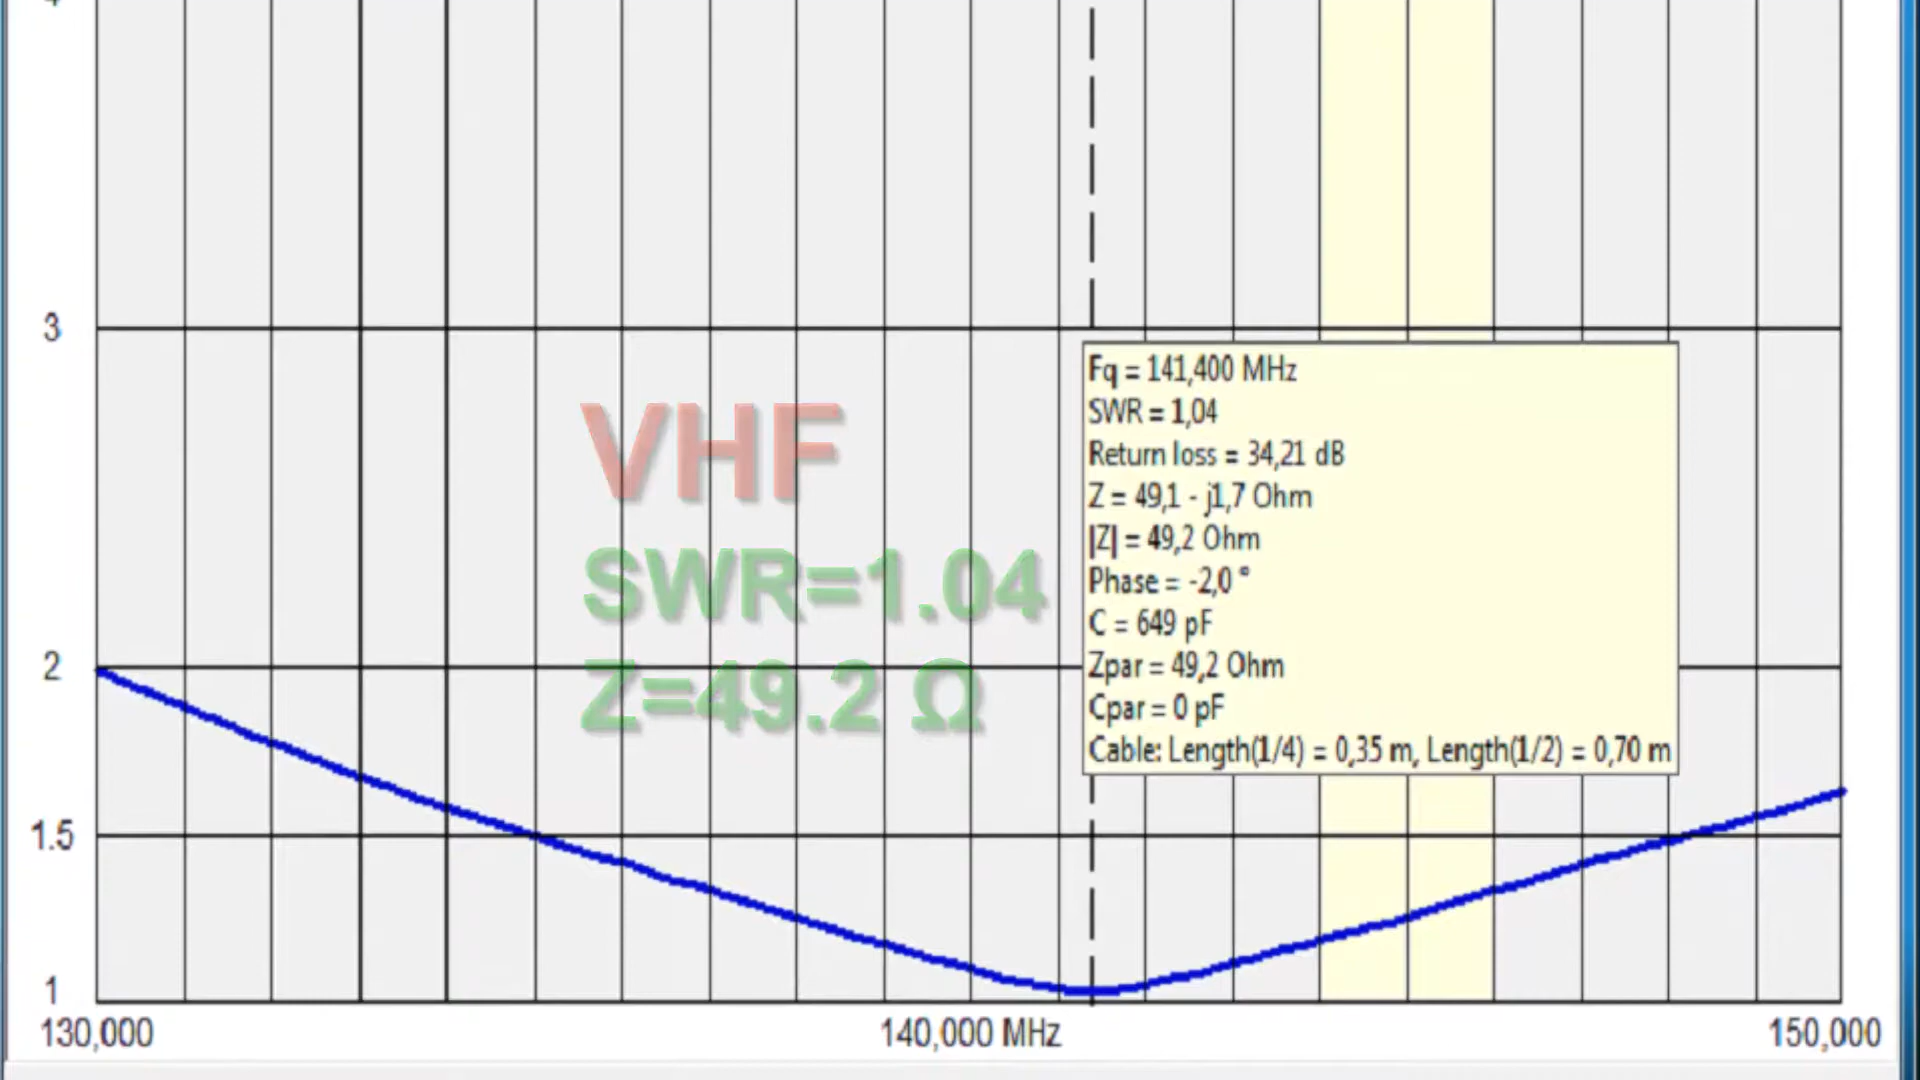 3
Fq = 141,400 MHz
SWR = 1,04
Return loss = 34,21 dB
Z = 49,1 - j1,7 Ohm
|Z| = 49,2 Ohm
Phase = -2,0 °
C = 649 pF
Zpar = 49,2 Ohm
Cpar = 0 pF
Cable: Length(1/4) = 0,35 m, Length(1/2) = 0,70 m
VHF
SWR=1.04
Z=49.2 Ω
2
1.5
1
130,000
140,000 MHz
150,000